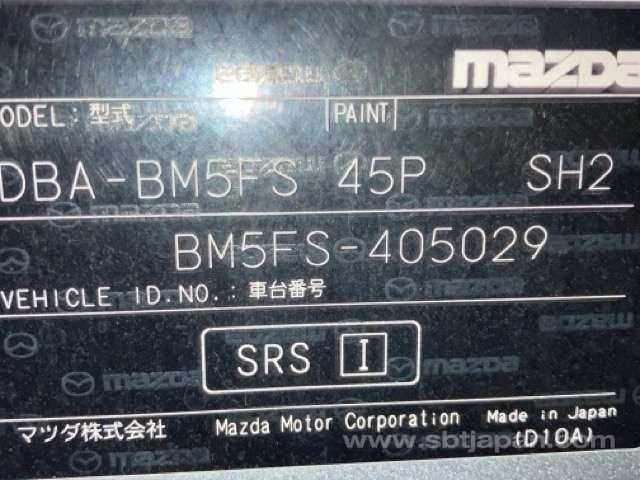 mazda
ODEL: 型式 PAINT
DBA-BM5FS 45P SH2
BM5FS-405029
VEHICLE ID.NO.: 車台番号
SRS I
マツダ株式会社 Mazda Motor Corporation Made in Japan
(D10A)
www.sbtjapan.com